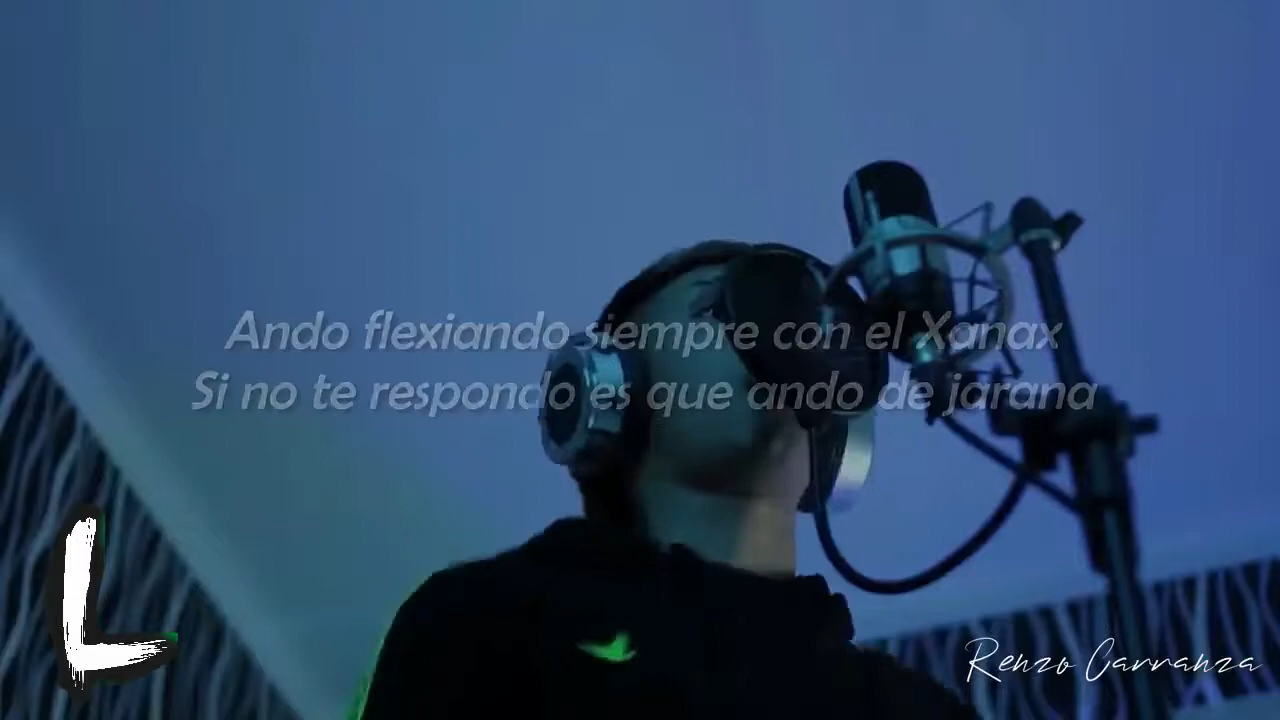 Ando flexiando siempre con el Xanax
Si no te respondo es que ando de jarana
L
Renzo Carranza